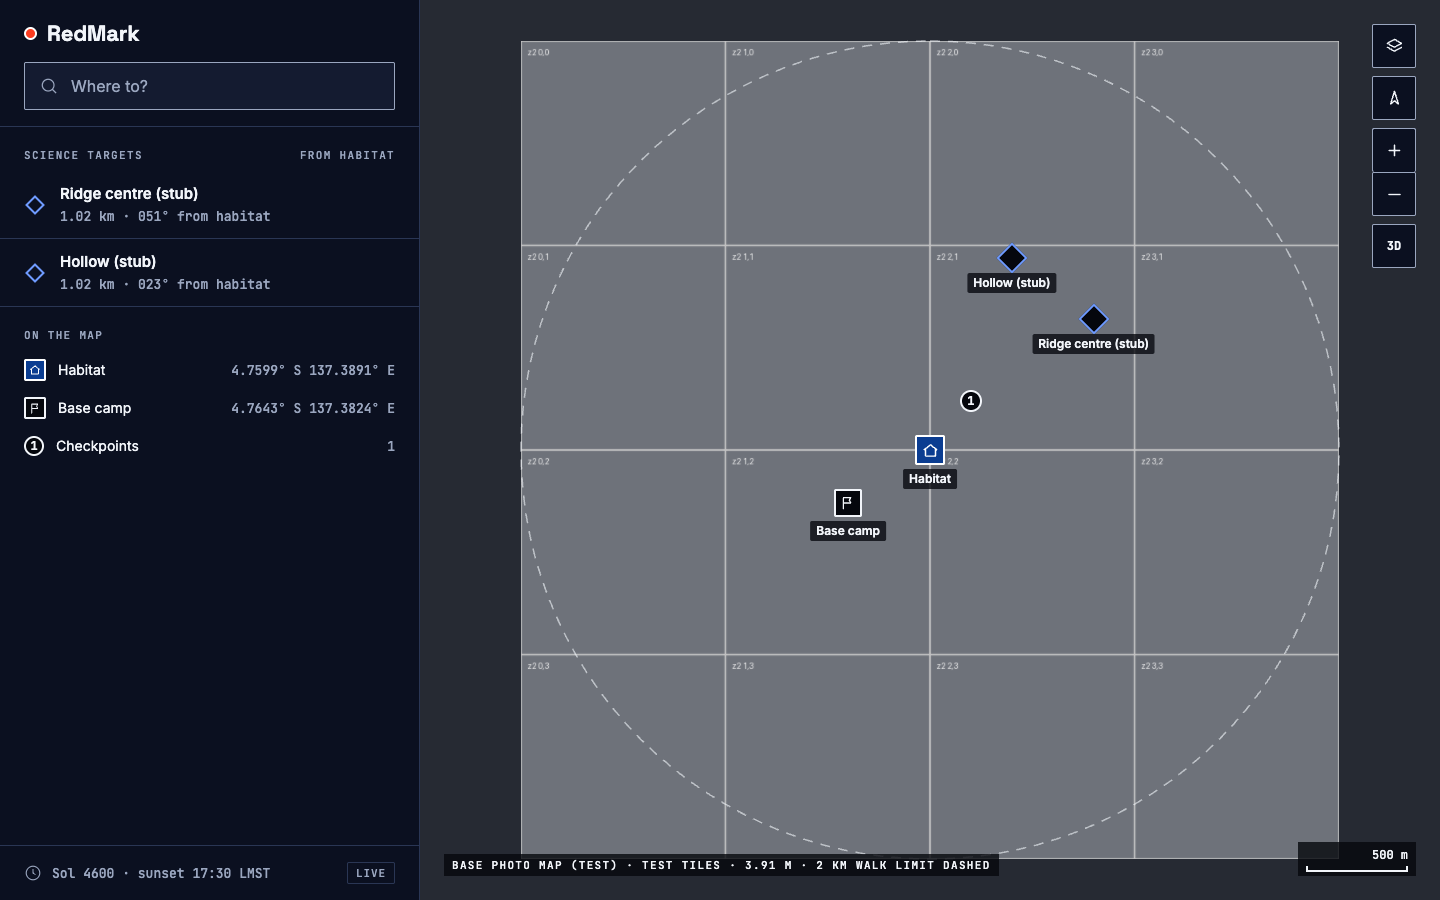 RedMark
Where to?
SCIENCE TARGETS FROM HABITAT
Ridge centre (stub)
1.02 km · 051° from habitat
Hollow (stub)
1.02 km · 023° from habitat
ON THE MAP
Habitat 4.7599° S 137.3891° E
Base camp 4.7643° S 137.3824° E
1 Checkpoints 1
Sol 4600 · sunset 17:30 LMST LIVE
z2 0,0 z2 1,0 z2 2,0 z2 3,0
z2 0,1 z2 1,1 z2 2,1 z2 3,1
Hollow (stub)
Ridge centre (stub)
1
z2 0,2 z2 1,2 2,2 z2 3,2
Habitat
Base camp
z2 0,3 z2 1,3 z2 2,3 z2 3,3
3D
BASE PHOTO MAP (TEST) · TEST TILES · 3.91 M · 2 KM WALK LIMIT DASHED
500 m